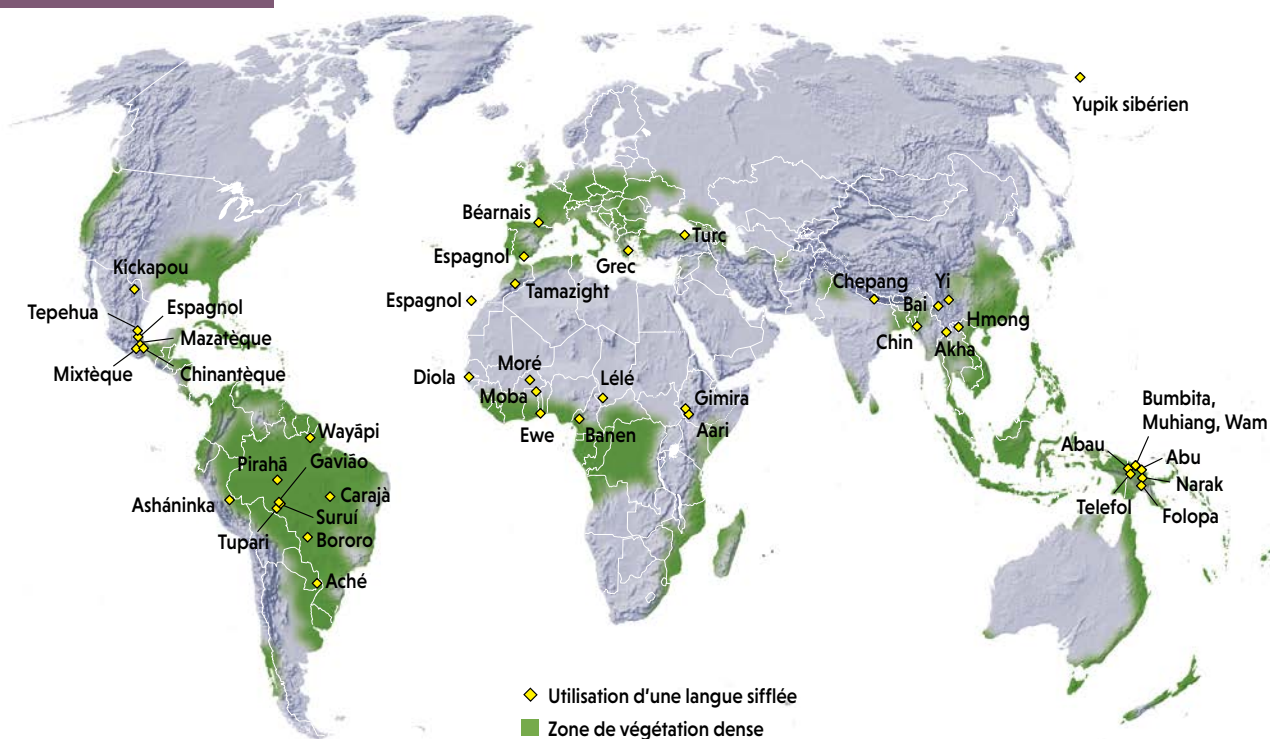 Yupik sibérien
Béarnais
Turc
Espagnol
Grec
Kickapou
Tamazight
Chepang
Yi
Espagnol
Espagnol
Bai
Tepehua
Hmong
Mazatèque
Chin
Akha
Mixtèque
Chinantèque
Diola
Moré
Lélé
Moba
Gimira
Bumbita,
Muhiang, Wam
Ewe
Banen
Aari
Wayãpi
Abau
Abu
Pirahã
Gavião
Narak
Asháninka
Carajà
Telefol
Folopa
Suruí
Tupari
Bororo
Aché
Utilisation d'une langue sifflée
Zone de végétation dense